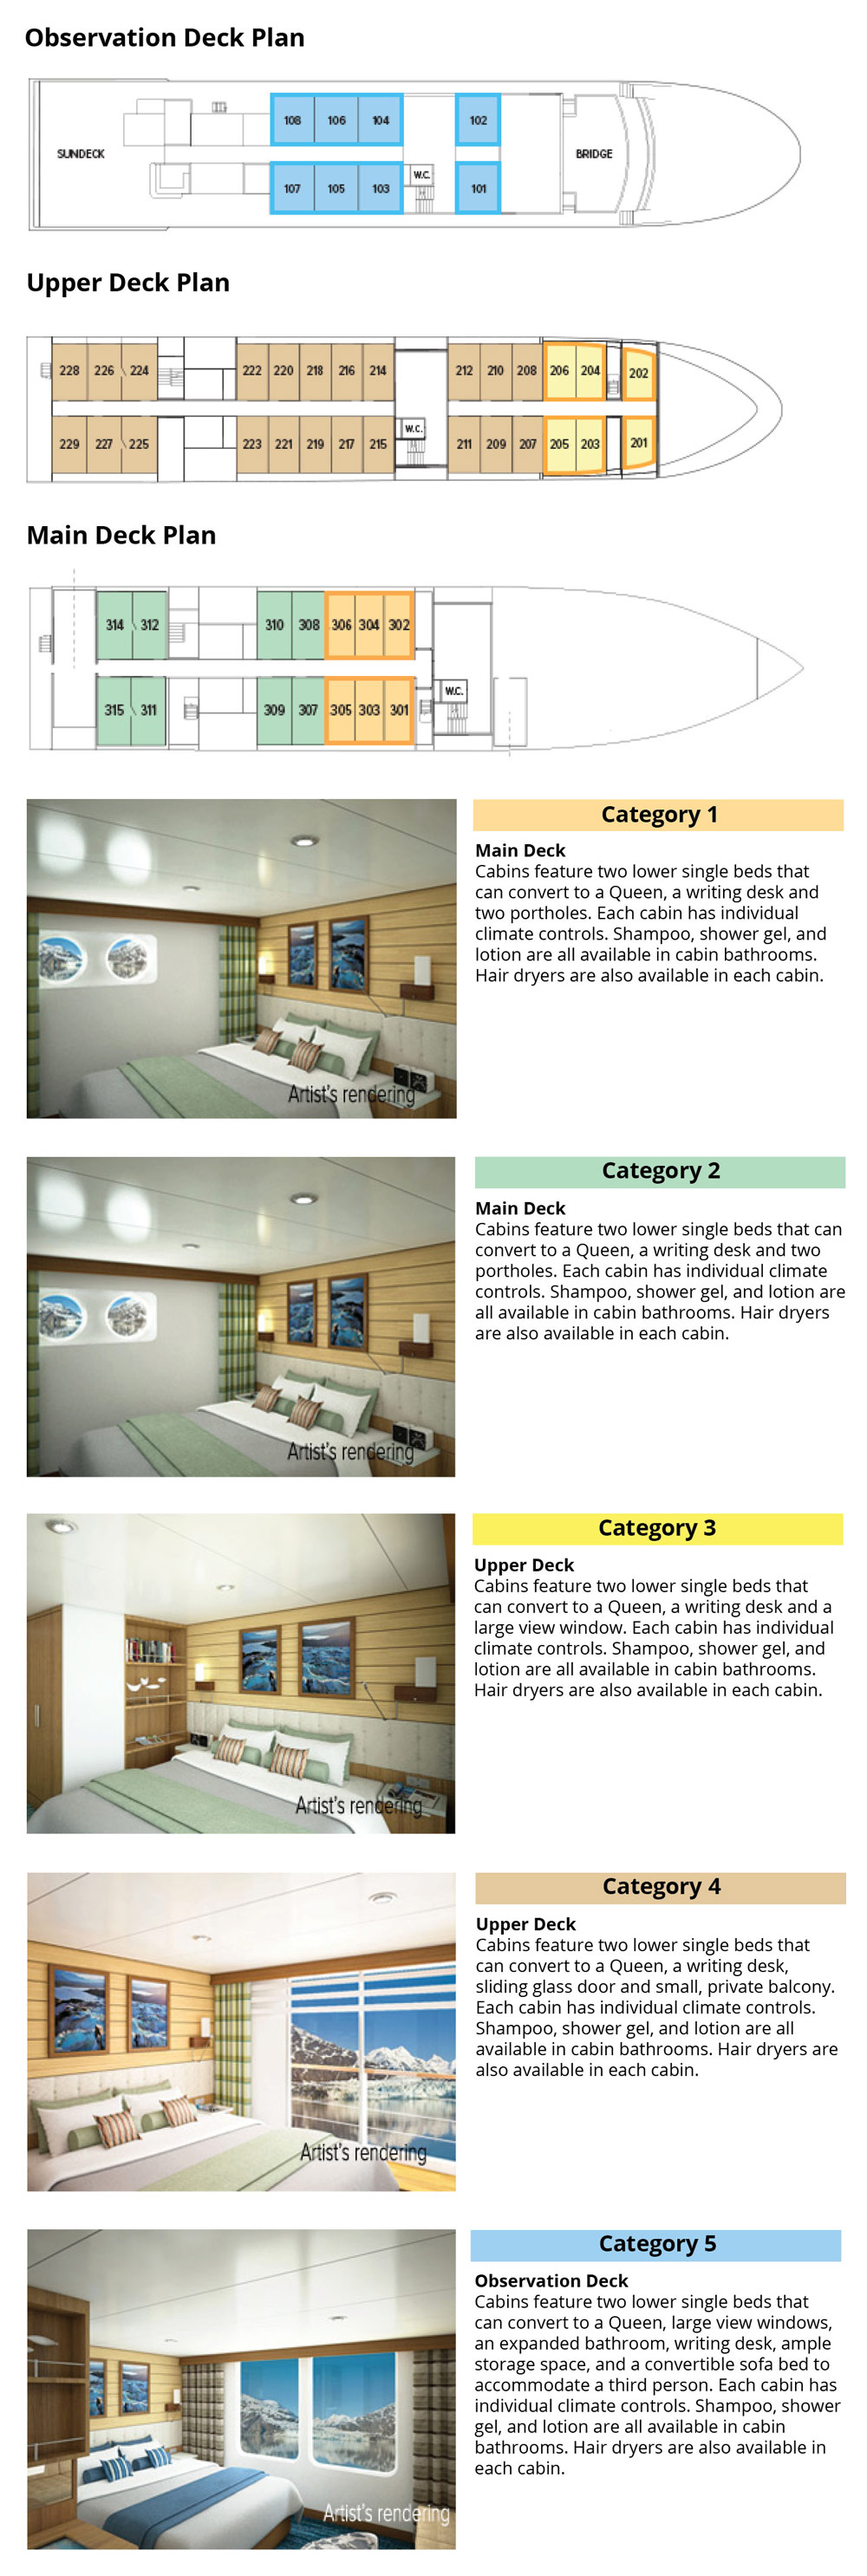 Observation Deck Plan
108 106 104 102
SUNDECK BRIDGE
W.C.
107 105 103 101
Upper Deck Plan
228 226 224 222 220 218 216 214 212 210 208 206 204 202
W.C.
229 227 225 223 221 219 217 215 211 209 207 205 203 201
Main Deck Plan
314 312 310 308 306 304 302
W.C.
315 311 309 307 305 303 301
Category 1
Main Deck
Cabins feature two lower single beds that
can convert to a Queen, a writing desk and
two portholes. Each cabin has individual
climate controls. Shampoo, shower gel, and
lotion are all available in cabin bathrooms.
Hair dryers are also available in each cabin.
Artist's rendering
Category 2
Main Deck
Cabins feature two lower single beds that can
convert to a Queen, a writing desk and two
portholes. Each cabin has individual climate
controls. Shampoo, shower gel, and lotion are
all available in cabin bathrooms. Hair dryers
are also available in each cabin.
Artist's rendering
Category 3
Upper Deck
Cabins feature two lower single beds that
can convert to a Queen, a writing desk and a
large view window. Each cabin has individual
climate controls. Shampoo, shower gel, and
lotion are all available in cabin bathrooms.
Hair dryers are also available in each cabin.
Artist's rendering
Category 4
Upper Deck
Cabins feature two lower single beds that
can convert to a Queen, a writing desk,
sliding glass door and small, private balcony.
Each cabin has individual climate controls.
Shampoo, shower gel, and lotion are all
available in cabin bathrooms. Hair dryers are
also available in each cabin.
Artist's rendering
Category 5
Observation Deck
Cabins feature two lower single beds that
can convert to a Queen, large view windows,
an expanded bathroom, writing desk, ample
storage space, and a convertible sofa bed to
accommodate a third person. Each cabin has
individual climate controls. Shampoo, shower
gel, and lotion are all available in cabin
bathrooms. Hair dryers are also available in
each cabin.
Artist's rendering